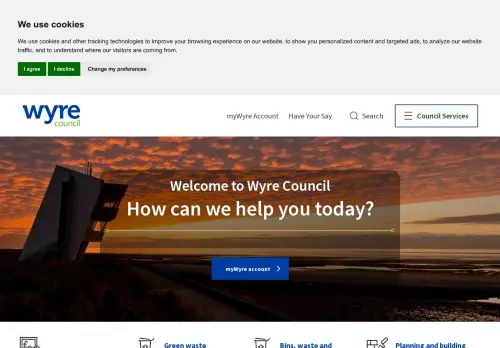 We use cookies
We use cookies and other tracking technologies to improve your browsing experience on our website, to show you personalized content and targeted ads, to analyze our website
traffic, and to understand where our visitors are coming from.
I agree I decline Change my preferences
wyre
council
myWyre Account Have Your Say Search Council Services
Welcome to Wyre Council
How can we help you today?
myWyre account
Green waste Bins, waste and Planning and building